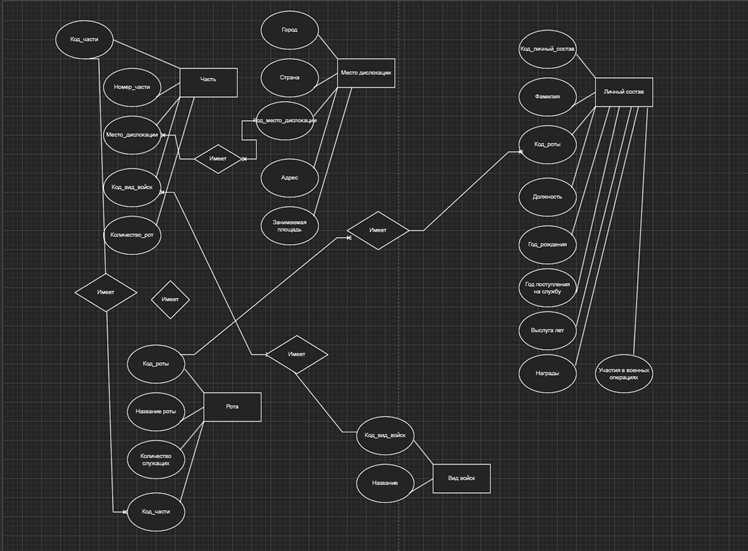 Код_части
Часть
Номер_части
Место_дислокации
Код_вид_войск
Количество_рот
Имеет
Город
Место дислокации
Страна
Код_место_дислокации
Адрес
Занимаемая
площадь
Имеет
Имеет
Имеет
Имеет
Код_личный_состав
Личный состав
Фамилия
Код_роты
Должность
Год_рождения
Год поступления
на службу
Выслуга лет
Награды
Участия в военных
операциях
Код_роты
Рота
Название роты
Количество
служащих
Код_части
Код_вид_войск
Вид войск
Название